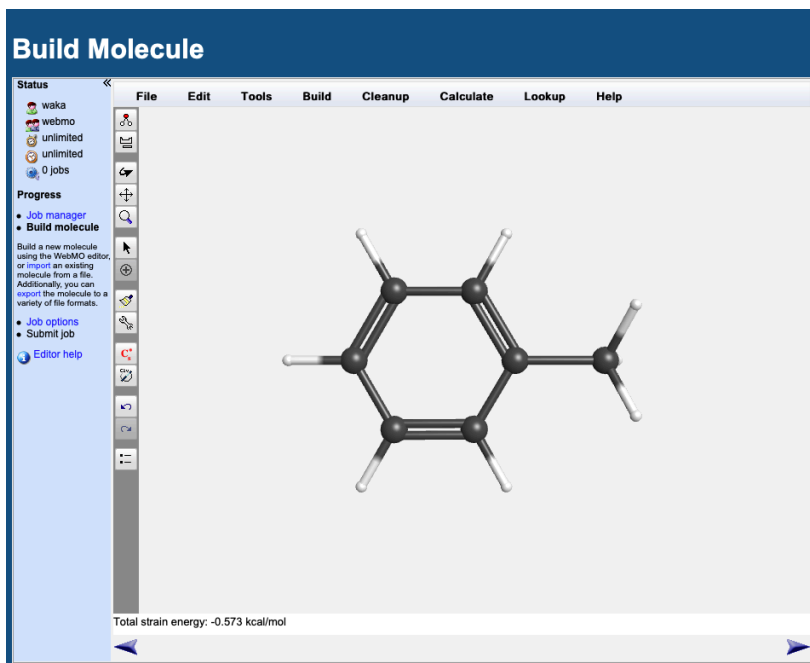 Build Molecule
Status
waka
webmo
unlimited
unlimited
0 jobs
Progress
Job manager
Build molecule
Build a new molecule
using the WebMO editor,
or import an existing
molecule from a file.
Additionally, you can
export the molecule to a
variety of file formats.
Job options
Submit job
Editor help
File Edit Tools Build Cleanup Calculate Lookup Help
Total strain energy: -0.573 kcal/mol